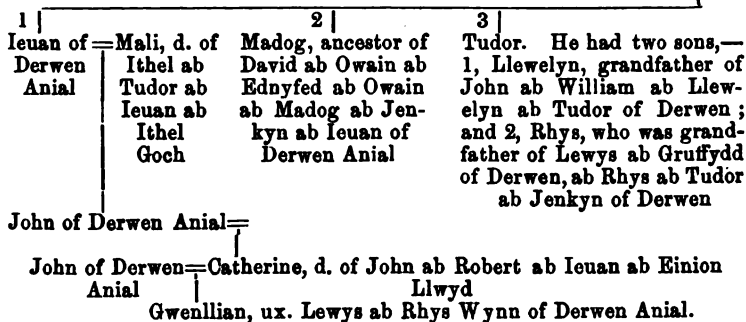 1 2 3
Ieuan of = Mali, d. of Madog, ancestor of Tudor. He had two sons,—
Derwen Ithel ab David ab Owain ab 1, Llewelyn, grandfather of
Anial Tudor ab Ednyfed ab Owain John ab William ab Llew-
Ieuan ab ab Madog ab Jen- elyn ab Tudor of Derwen ;
Ithel kyn ab Ieuan of and 2, Rhys, who was grand-
Goch Derwen Anial father of Lewys ab Gruffydd
of Derwen, ab Rhys ab Tudor
ab Jenkyn of Derwen
John of Derwen Anial=
John of Derwen=Catherine, d. of John ab Robert ab Ieuan ab Einion
Anial Llwyd
Gwenllian, ux. Lewys ab Rhys Wynn of Derwen Anial.